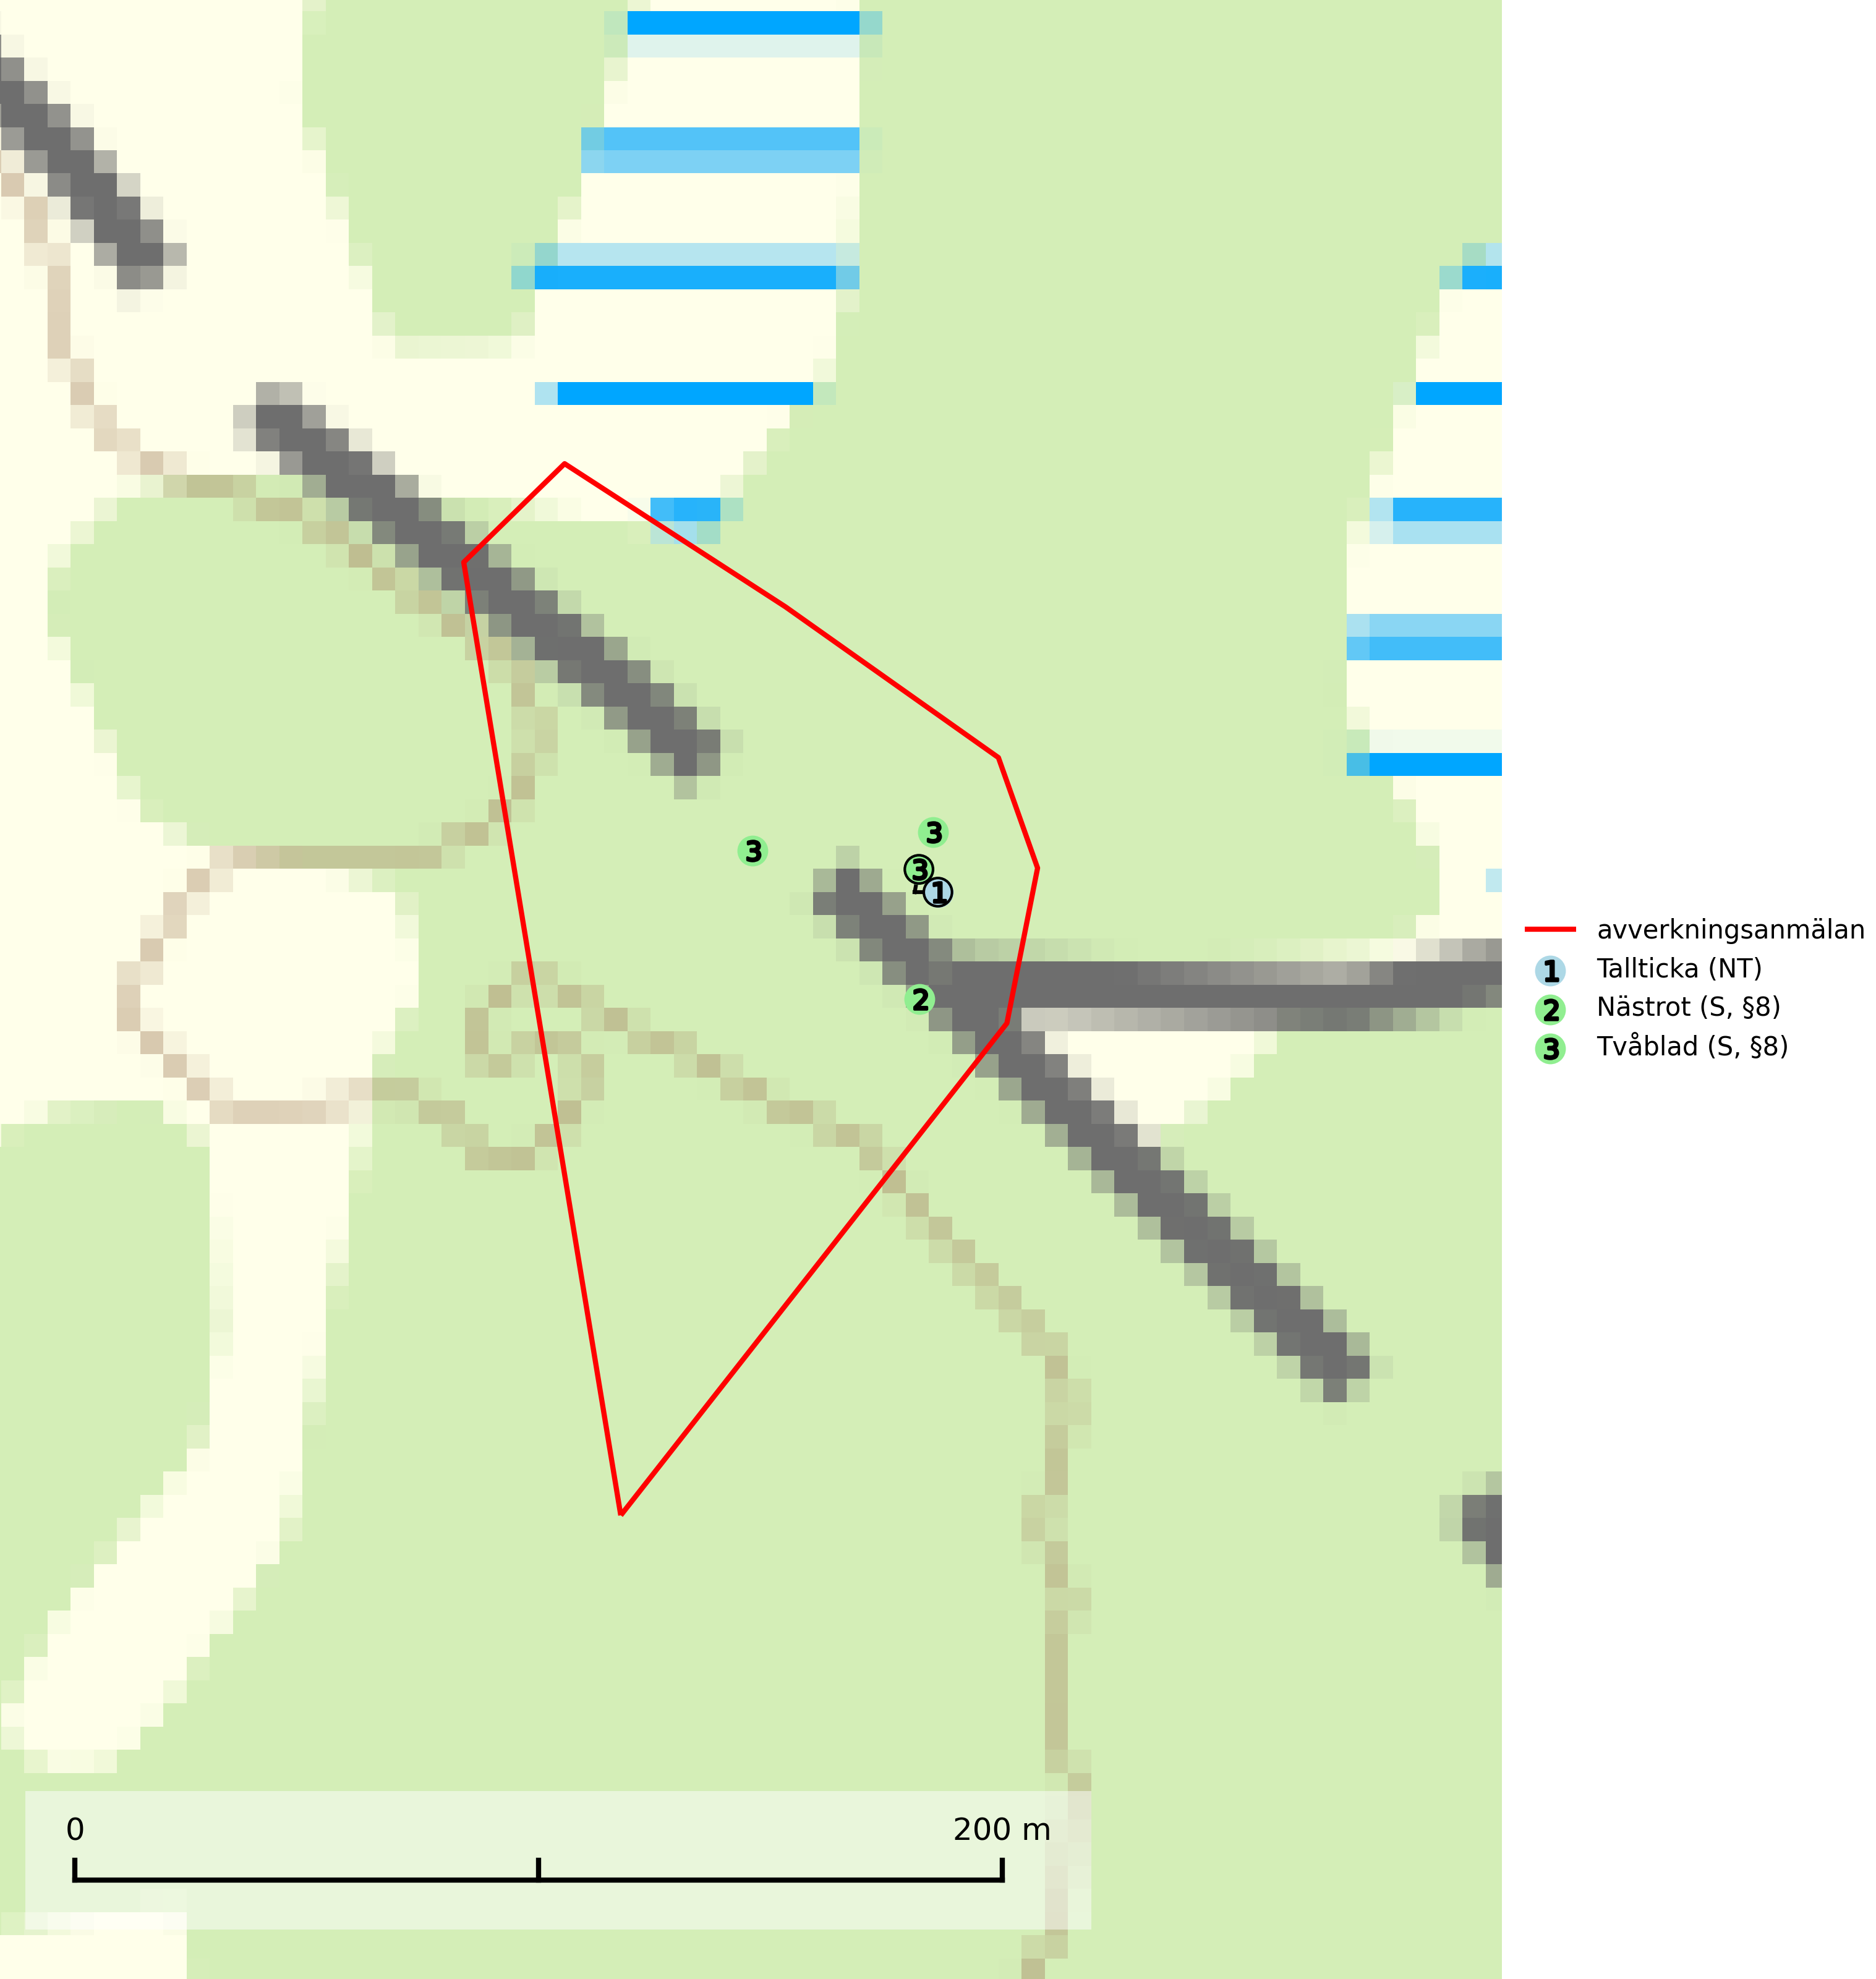 3
3
3
1
2
avverkningsanmälan
1 Tallticka (NT)
2 Nästrot (S, §8)
3 Tvåblad (S, §8)
0 200 m